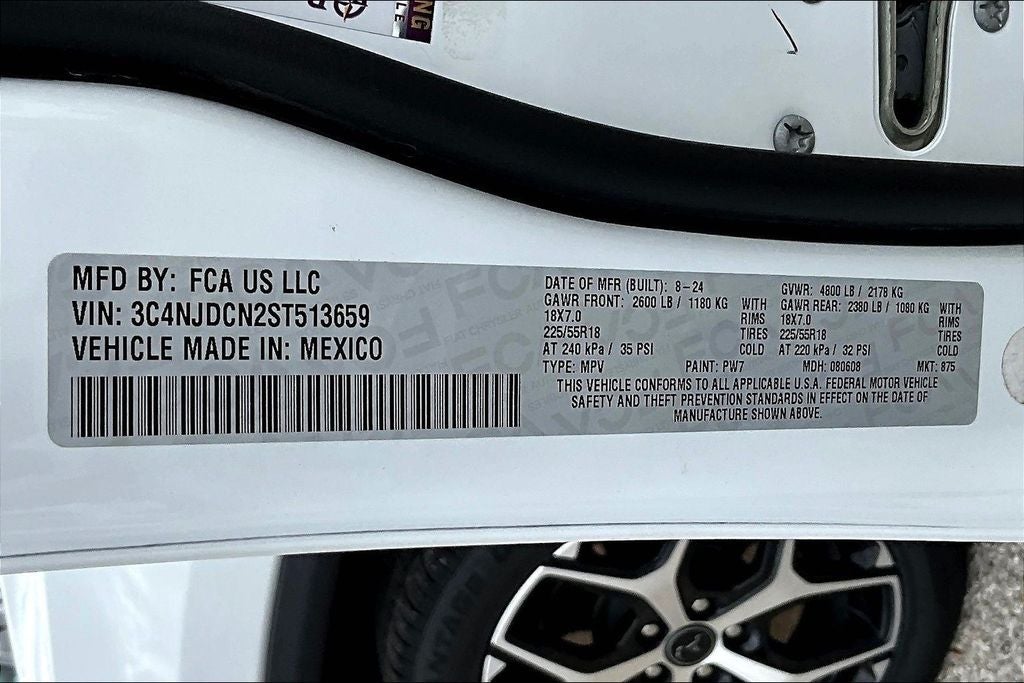 MFD BY: FCA US LLC
VIN: 3C4NJDCN2ST513659
VEHICLE MADE IN: MEXICO
DATE OF MFR (BUILT): 8-24
GAWR FRONT: 2600 LB / 1180 KG WITH
18X7.0 RIMS
225/55R18 TIRES
AT 240 kPa / 35 PSI COLD
TYPE: MPV PAINT: PW7
GVWR: 4800 LB / 2178 KG
GAWR REAR: 2380 LB / 1080 KG WITH
18X7.0 RIMS
225/55R18 TIRES
AT 220 kPa / 32 PSI COLD
MDH: 080608 MKT: 875
THIS VEHICLE CONFORMS TO ALL APPLICABLE U.S.A. FEDERAL MOTOR VEHICLE
SAFETY AND THEFT PREVENTION STANDARDS IN EFFECT ON THE DATE OF
MANUFACTURE SHOWN ABOVE.